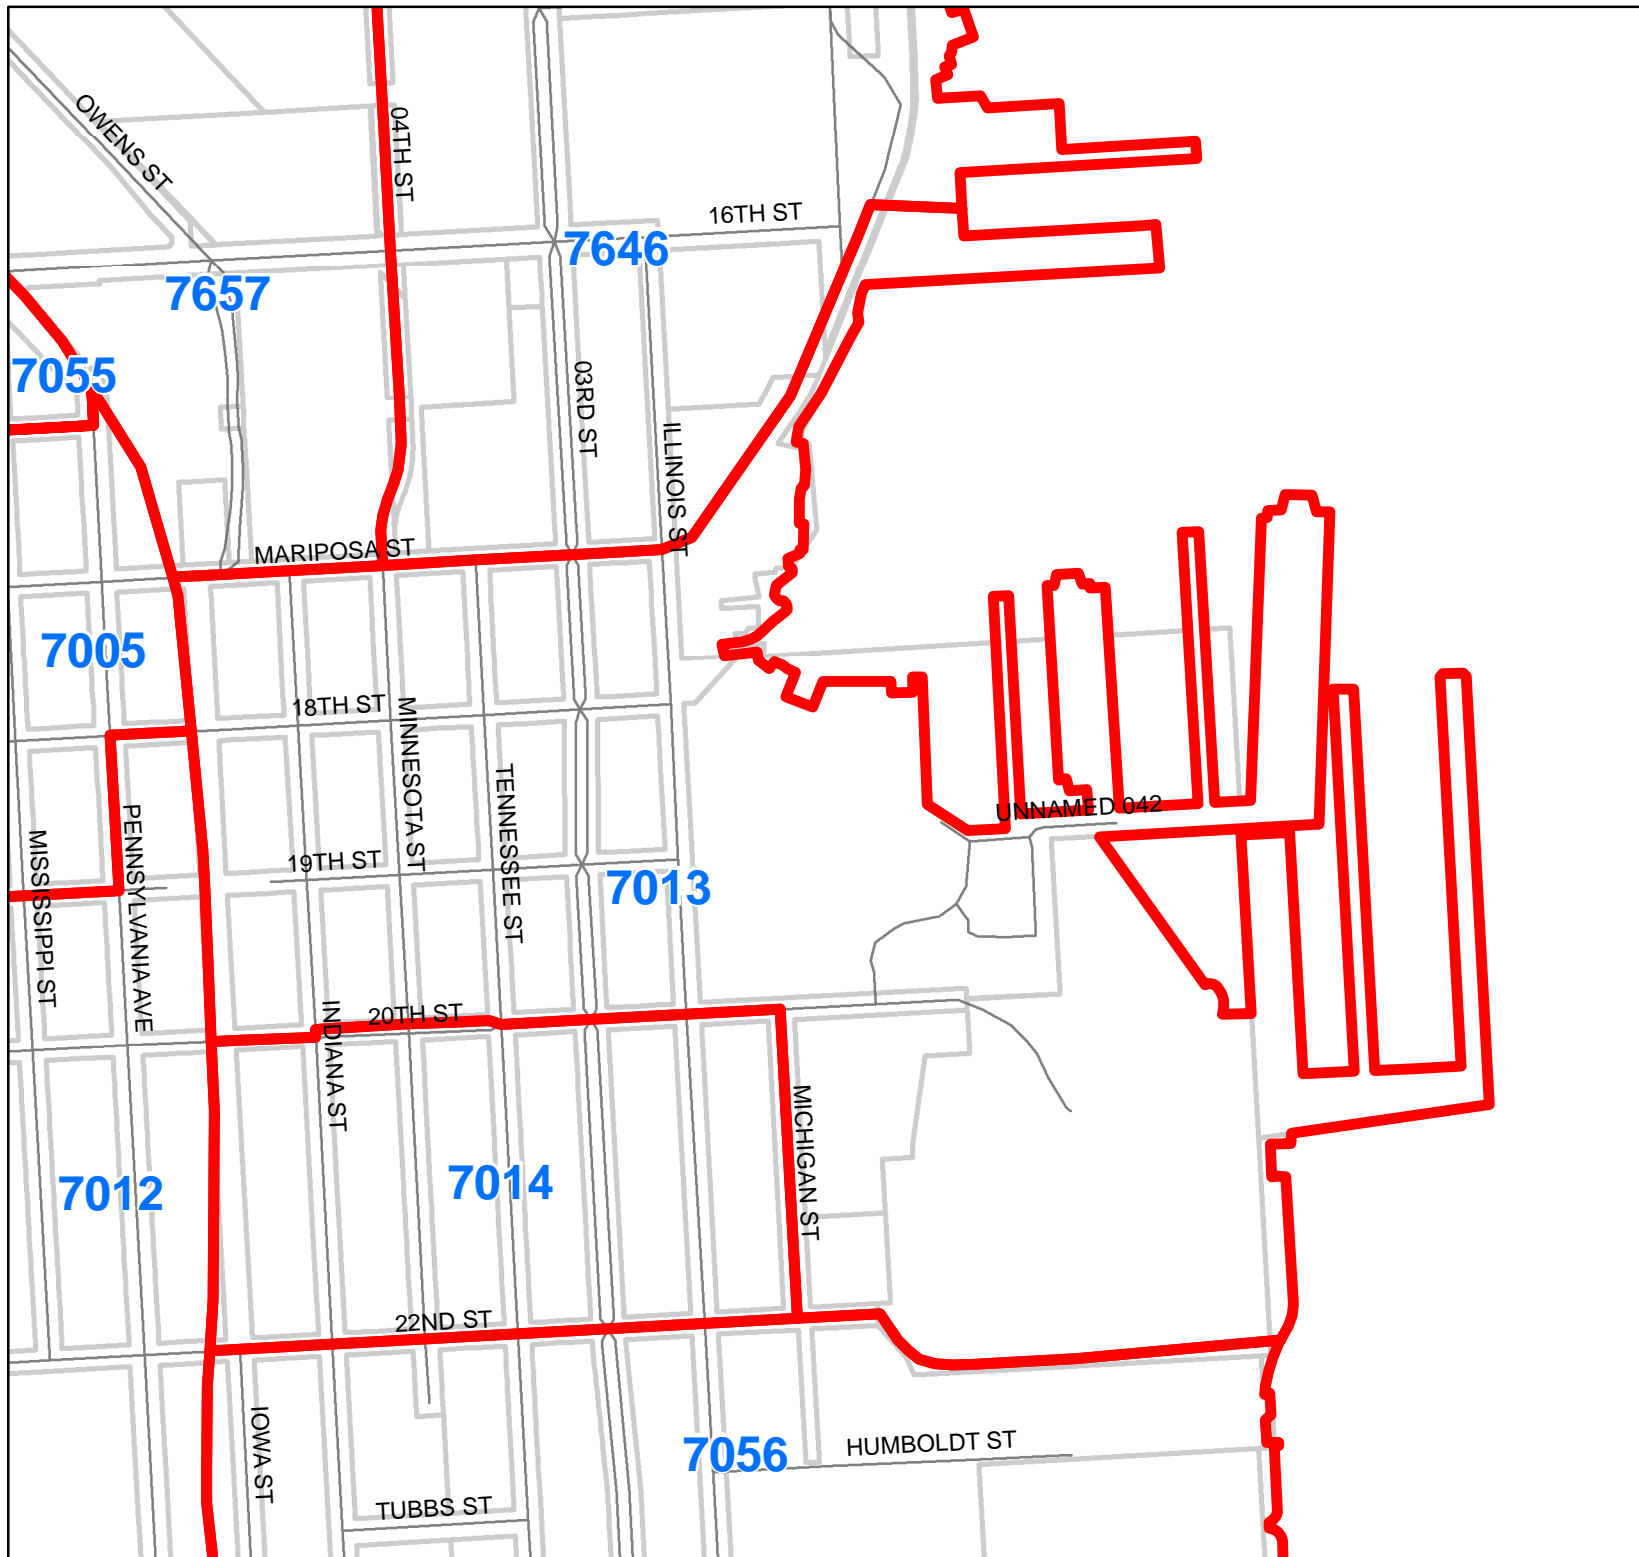 OWENS ST
04TH ST
16TH ST
7646
7657
7055
03RD ST
ILLINOIS ST
MARIPOSA ST
7005
18TH ST
MINNESOTA ST
TENNESSEE ST
UNNAMED 042
PENNSYLVANIA AVE
MISSISSIPPI ST
19TH ST
7013
20TH ST
INDIANA ST
MICHIGAN ST
7014
7012
22ND ST
IOWA ST
7056
HUMBOLDT ST
TUBBS ST